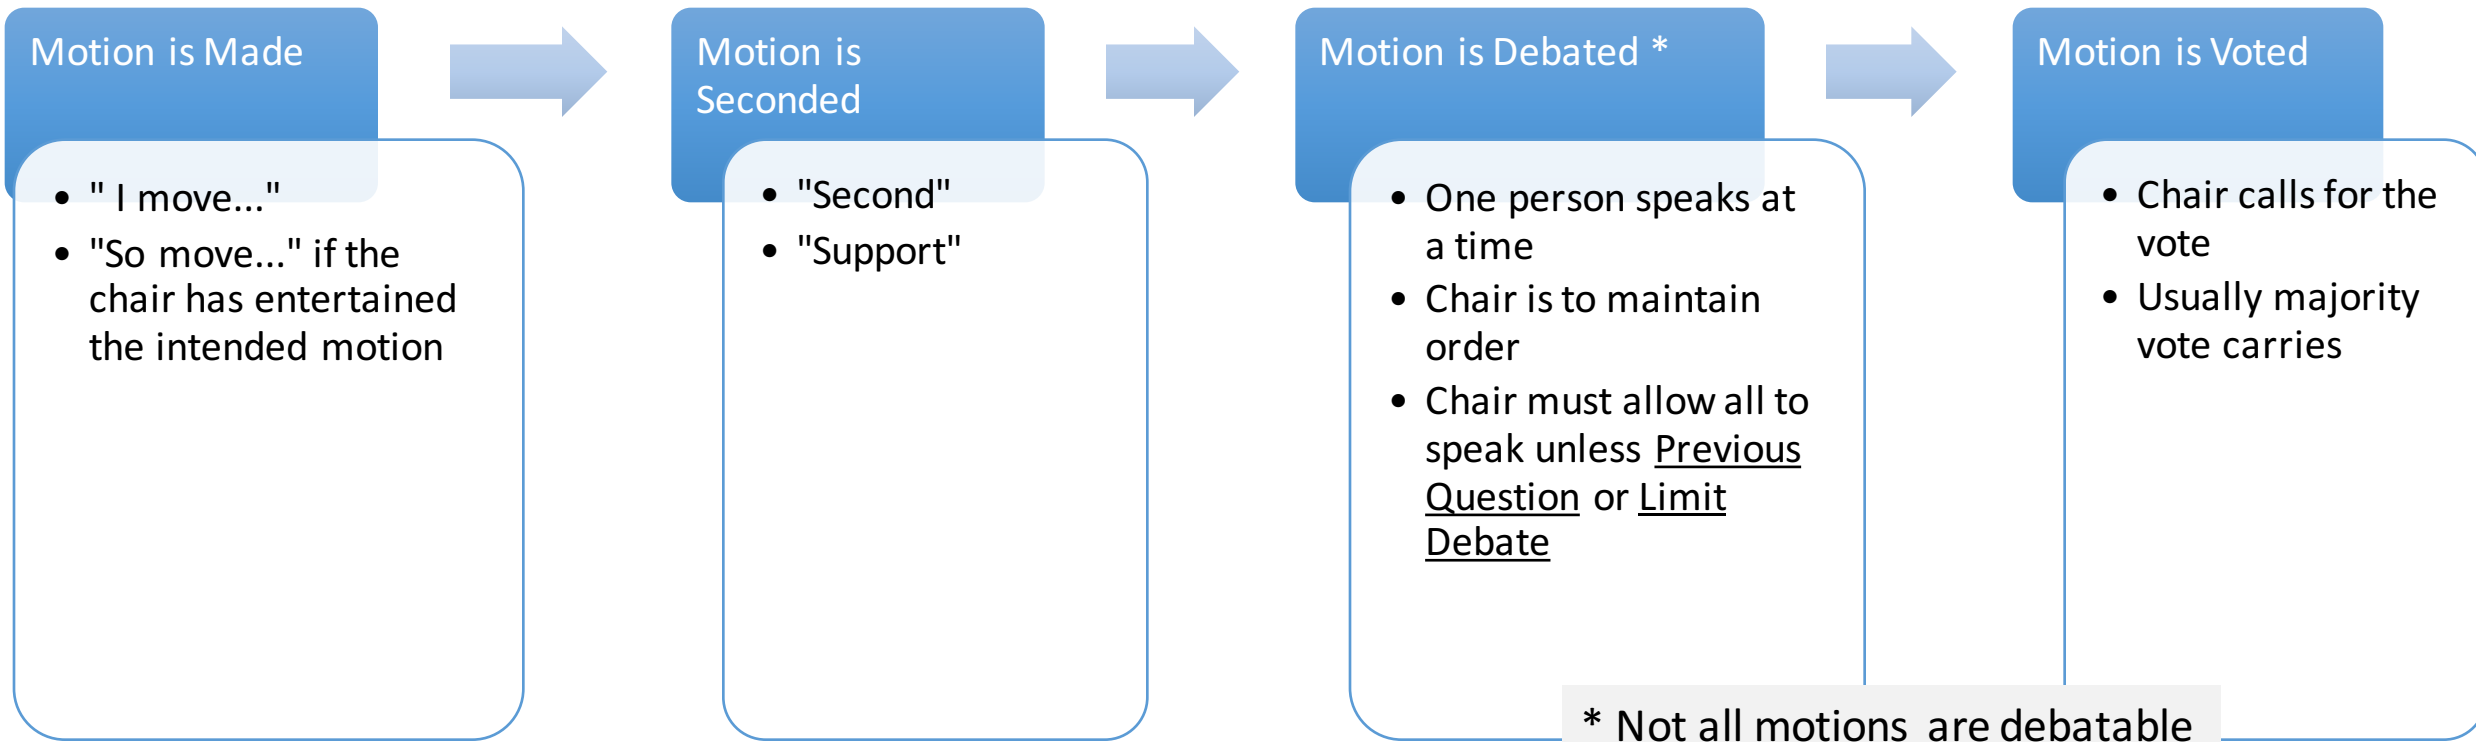 Motion is Made
• " I move..."
• "So move..." if the
chair has entertained
the intended motion
Motion is
Seconded
• "Second"
• "Support"
Motion is Debated *
• One person speaks at
a time
• Chair is to maintain
order
• Chair must allow all to
speak unless Previous
Question or Limit
Debate
Motion is Voted
• Chair calls for the
vote
• Usually majority
vote carries
* Not all motions are debatable